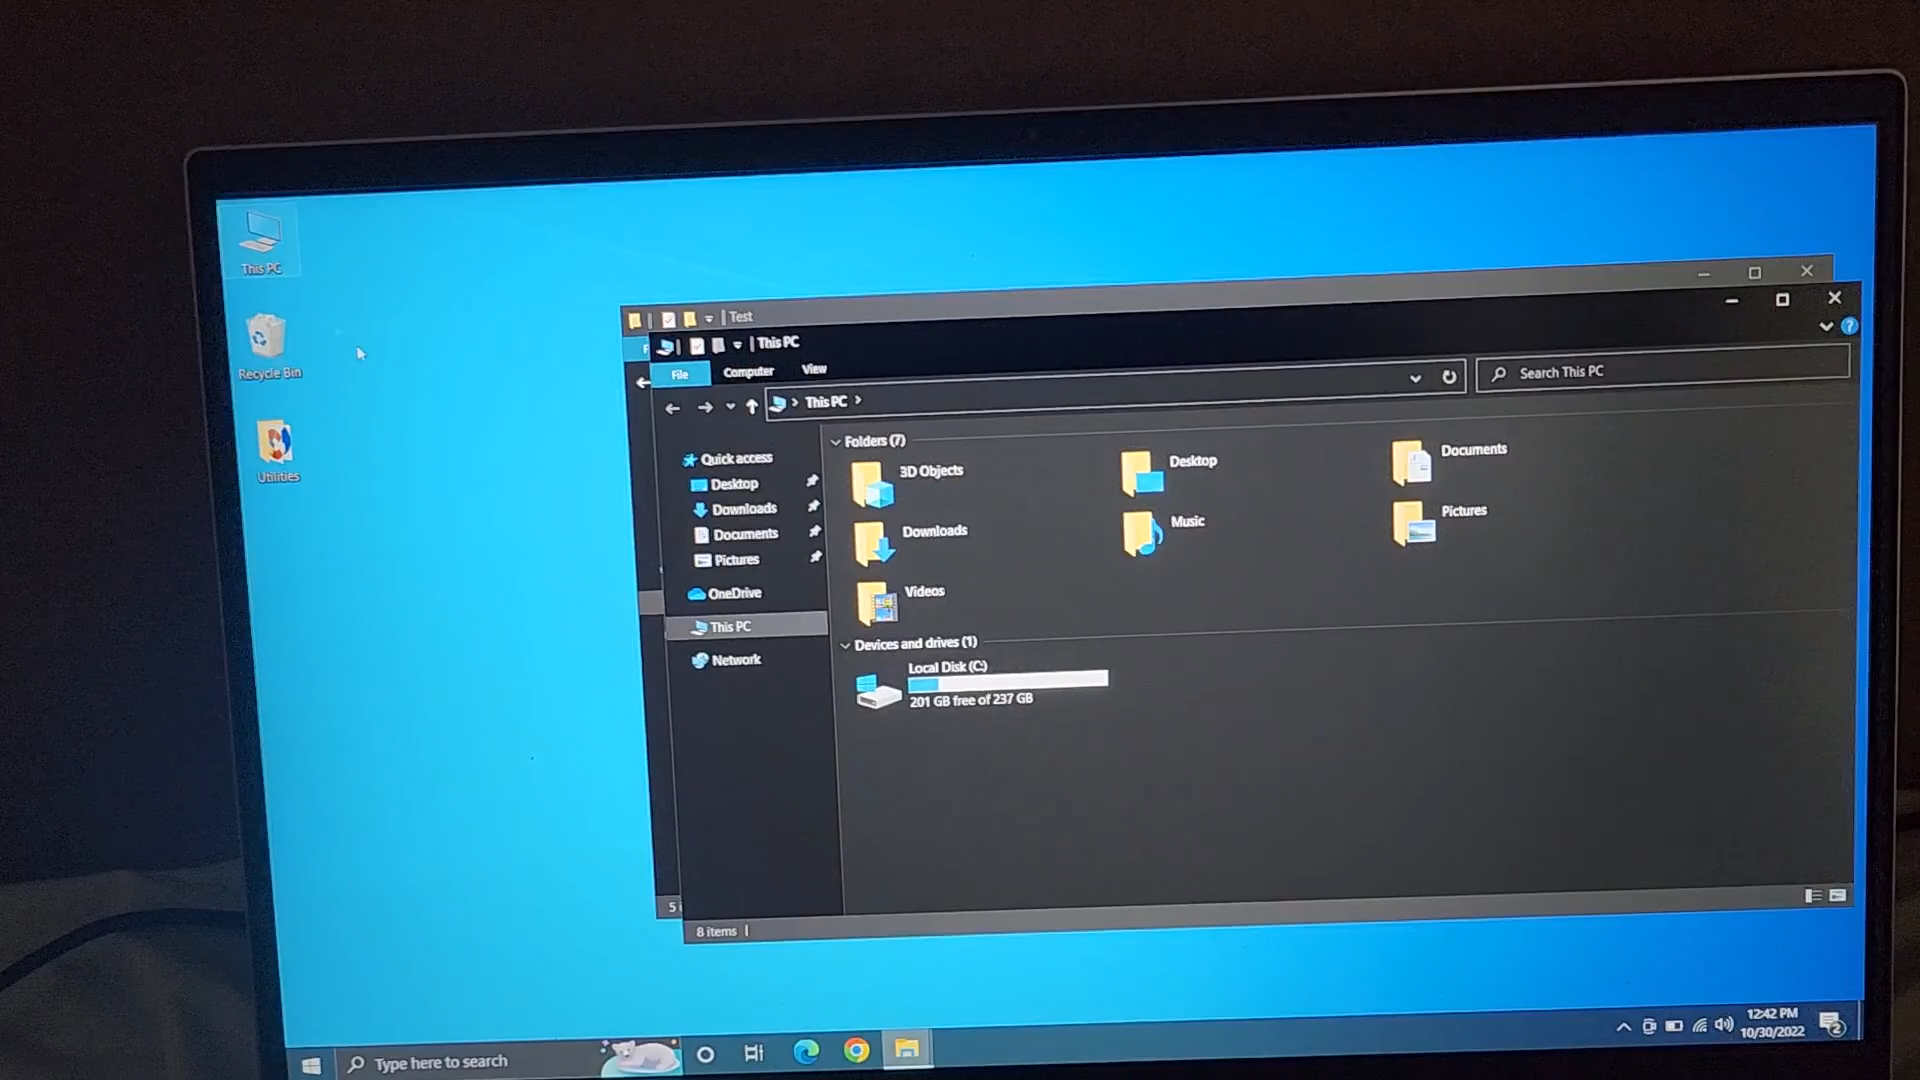 This PC
Recycle Bin
Utilities
Test
This PC
File
Computer
View
This PC
Search This PC
Quick access
Desktop
Downloads
Documents
Pictures
OneDrive
This PC
Network
Folders (7)
3D Objects
Desktop
Documents
Downloads
Music
Pictures
Videos
Devices and drives (1)
Local Disk (C:)
201 GB free of 237 GB
5 i
8 items
Type here to search
12:42 PM
10/30/2022
2